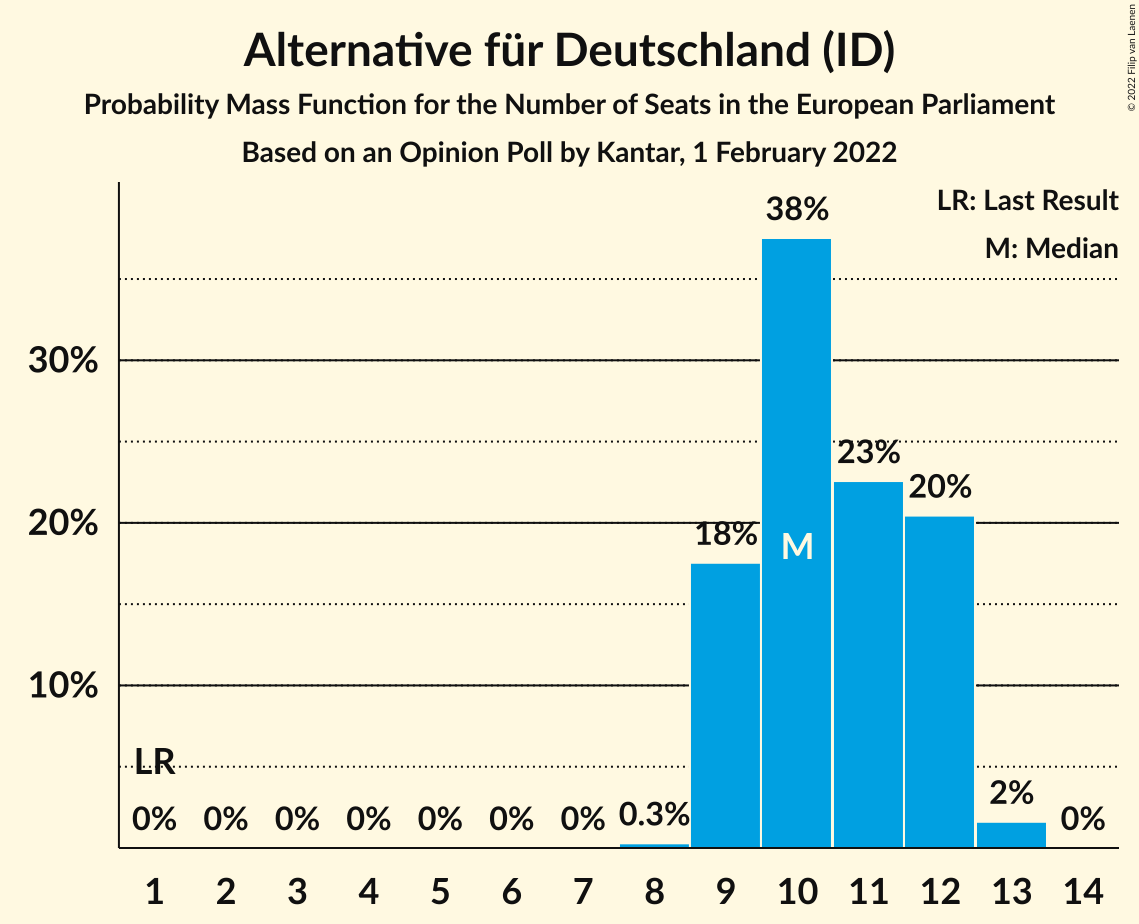 Alternative für Deutschland (ID)
Probability Mass Function for the Number of Seats in the European Parliament
Based on an Opinion Poll by Kantar, 1 February 2022
© 2022 Filip van Laenen
LR: Last Result
M: Median
38%
30%
23%
20%
20%
18%
M
10%
LR
0% 0% 0% 0% 0% 0% 0% 0.3% 2% 0%
1 2 3 4 5 6 7 8 9 10 11 12 13 14